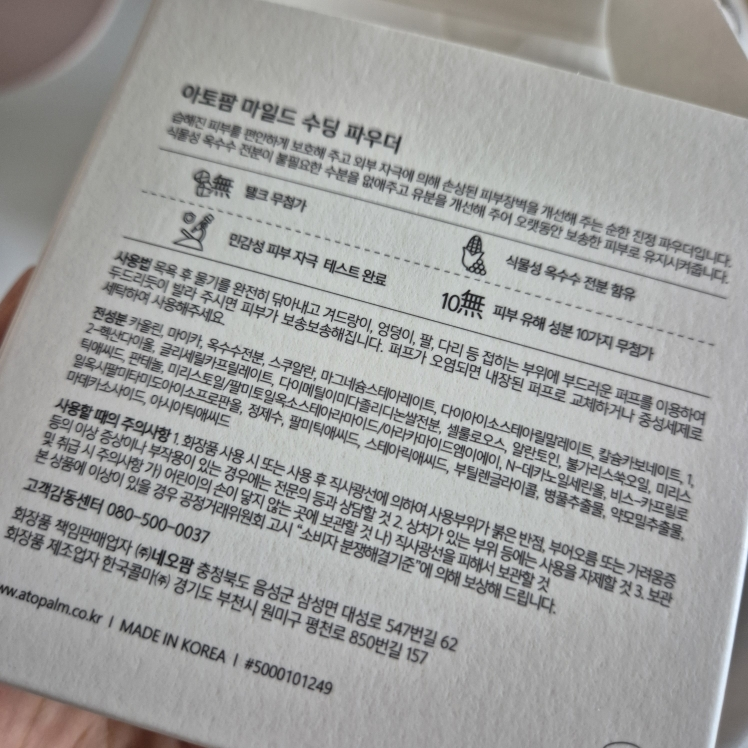 아토팜 마일드 수딩 파우더
습해진 피부를 편안하게 보호해 주고 외부 자극에 의해 손상된 피부장벽을 개선해 주는 순한 진정 파우더입니다.
식물성 옥수수 전분이 불필요한 수분을 없애주고 유분을 개선해 주어 오랫동안 보송한 피부로 유지시켜줍니다.
無 탤크 무첨가
식물성 옥수수 전분 함유
민감성 피부 자극 테스트 완료
10無 피부 유해 성분 10가지 무첨가
사용법 목욕 후 물기를 완전히 닦아내고 겨드랑이, 엉덩이, 팔, 다리 등 접히는 부위에 부드러운 퍼프를 이용하여
두드리듯이 발라 주시면 피부가 보송보송해집니다. 퍼프가 오염되면 내장된 퍼프로 교체하거나 중성세제로
세탁하여 사용해주세요.
전성분 카올린, 마이카, 옥수수전분, 스쿠알란, 마그네슘스테아레이트, 다이아이소스테아릴말레이트, 칼슘카보네이트, 1,
2-헥산다이올, 글리세릴카프릴레이트, 다이메틸이미다졸리디논쌀전분, 셀룰로오스, 알란토인, 불가리스쑥오일, 미리스
틱애씨드, 판테놀, 미리스토일/팔미토일옥소스테아라마이드/아라카마이드엠이에이, N-데카노일세린올, 비스-카프릴로
일옥시팔미타미드아이소프로판올, 정제수, 팔미틱애씨드, 스테아릭애씨드, 부틸렌글라이콜, 병풀추출물, 약모밀추출물,
마데카소사이드, 아시아틱애씨드
사용할 때의 주의사항 1. 화장품 사용 시 또는 사용 후 직사광선에 의하여 사용부위가 붉은 반점, 부어오름 또는 가려움증
등의 이상 증상이나 부작용이 있는 경우에는 전문의 등과 상담할 것 2. 상처가 있는 부위 등에는 사용을 자제할 것 3. 보관
및 취급 시 주의사항 가) 어린이의 손이 닿지 않는 곳에 보관할 것 나) 직사광선을 피해서 보관할 것
본 상품에 이상이 있을 경우 공정거래위원회 고시 "소비자 분쟁해결기준"에 의해 보상해 드립니다.
고객감동센터 080-500-0037
화장품 책임판매업자 ㈜네오팜 충청북도 음성군 삼성면 대성로 547번길 62
화장품 제조업자 한국콜마㈜ 경기도 부천시 원미구 평천로 850번길 157
ww.atopalm.co.kr I MADE IN KOREA I #5000101249